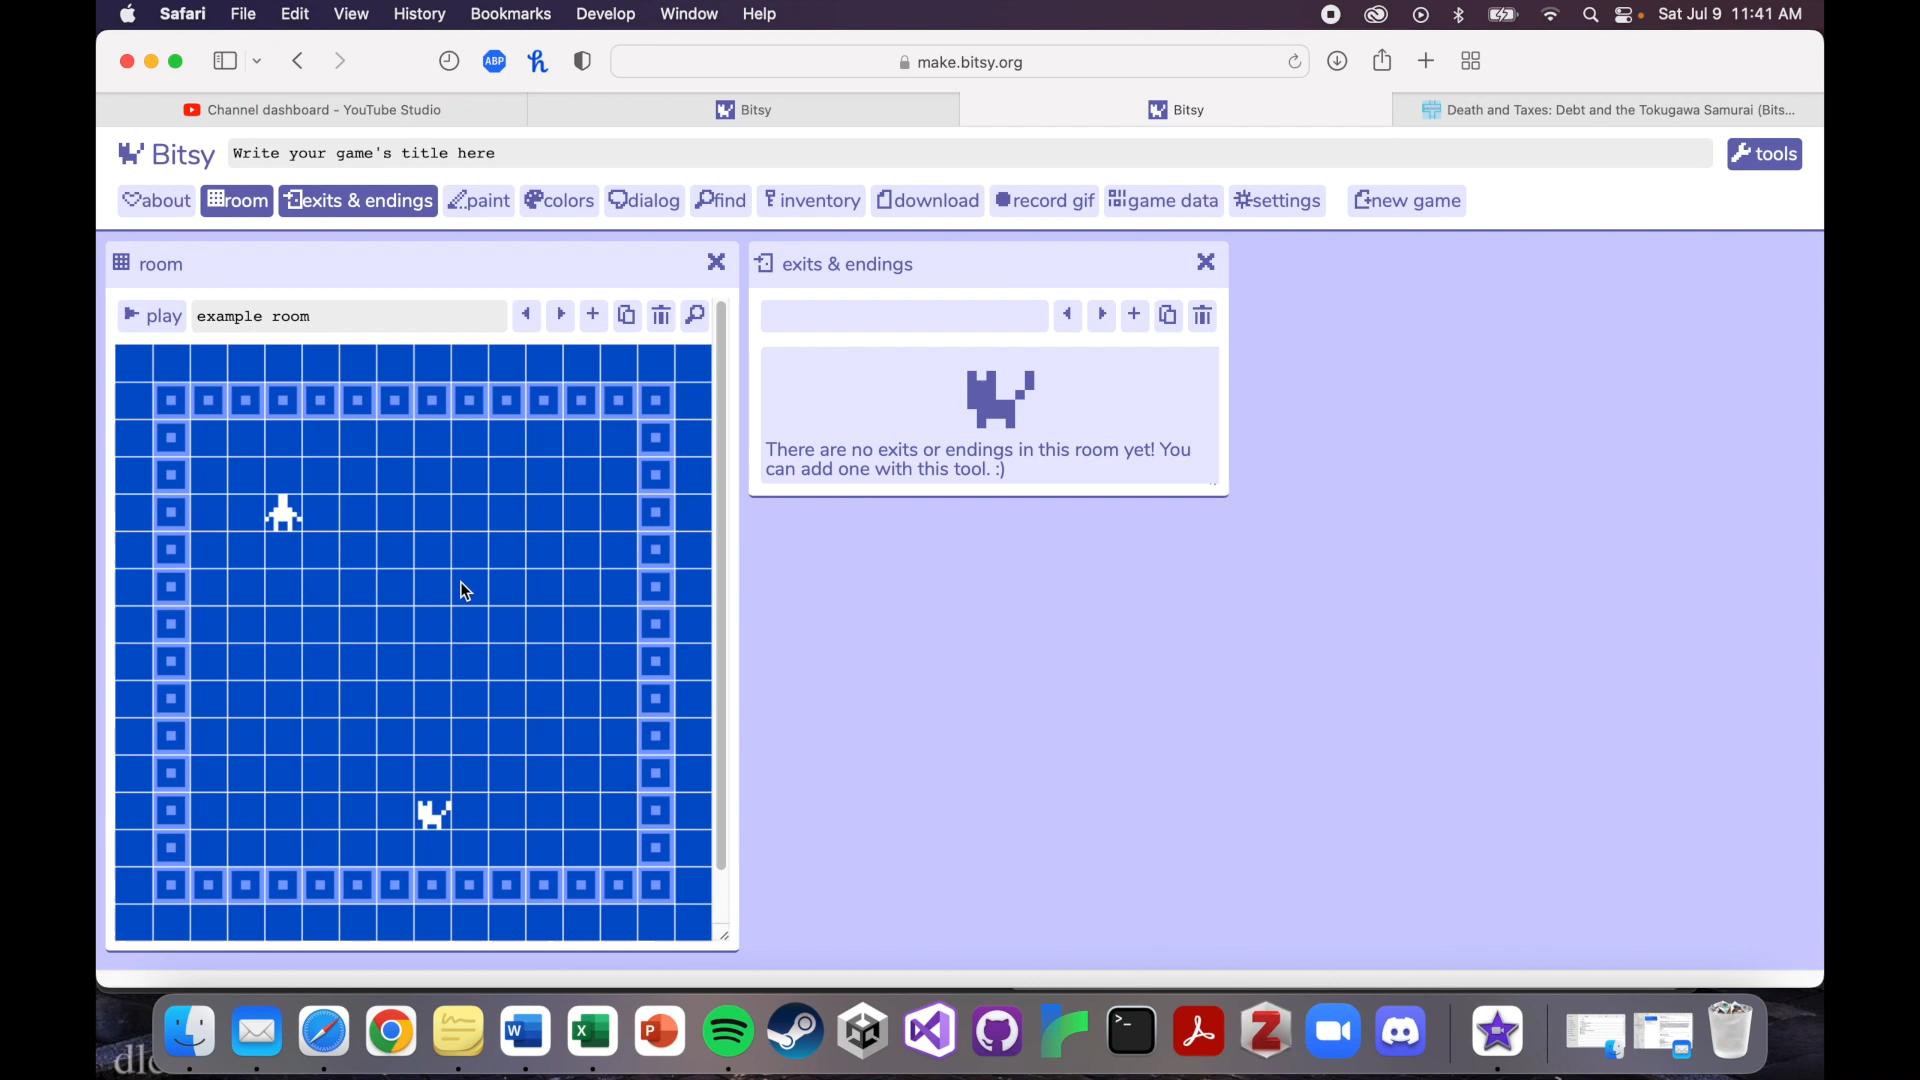 Safari File Edit View History Bookmarks Develop Window Help Sat Jul 9 11:41 AM
ABP make.bitsy.org
Channel dashboard - YouTube Studio Bitsy Bitsy Death and Taxes: Debt and the Tokugawa Samurai (Bits...
Bitsy Write your game's title here tools
about room exits & endings paint colors dialog find inventory download record gif game data settings new game
room exits & endings
play example room
There are no exits or endings in this room yet! You
can add one with this tool. :)
W X P Z